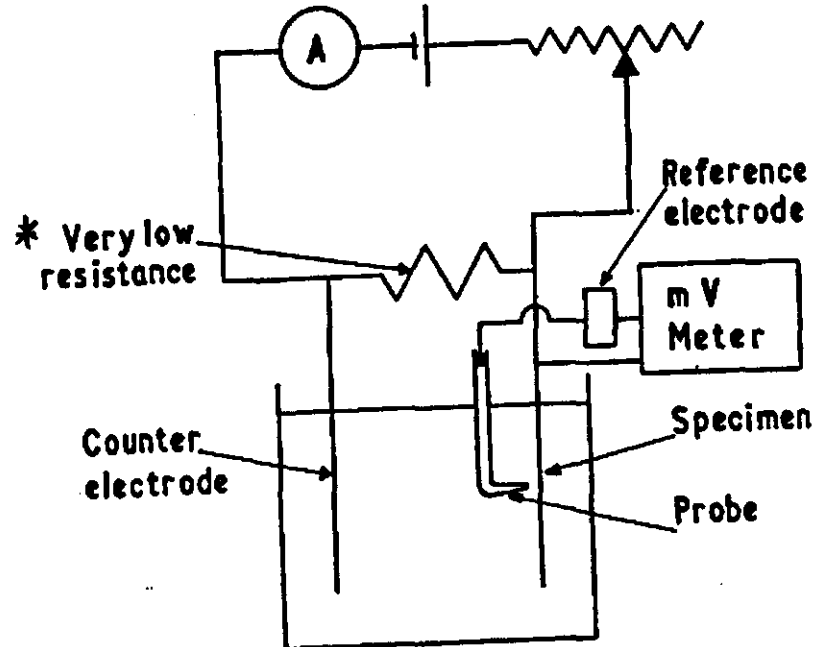 A
Reference
electrode
* Very low
resistance
m V
Meter
Counter
electrode
Specimen
Probe